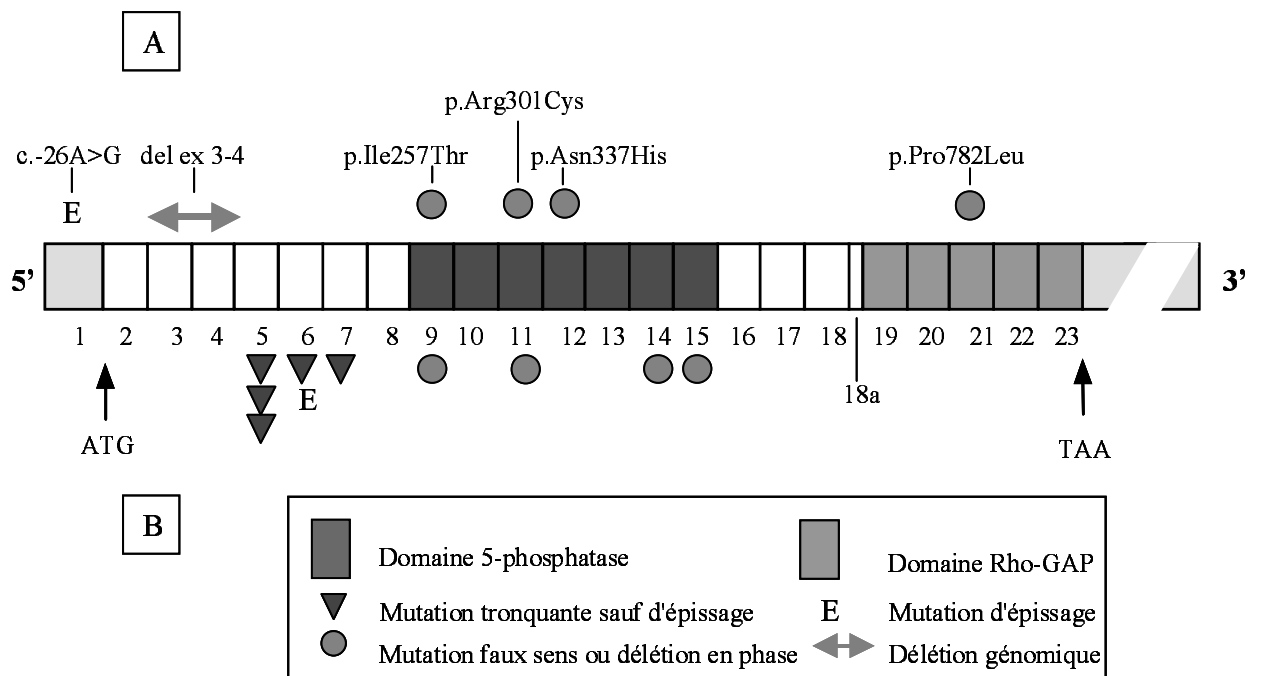 A
p.Arg301Cys
c.-26A>G del ex 3-4 p.Ile257Thr p.Asn337His p.Pro782Leu
E
5’ 3’
1 2 3 4 5 6 7 8 9 10 11 12 13 14 15 16 17 18 19 20 21 22 23
E
18a
ATG TAA
B
Domaine 5-phosphatase Domaine Rho-GAP
Mutation tronquante sauf d'épissage E Mutation d'épissage
Mutation faux sens ou délétion en phase Délétion génomique